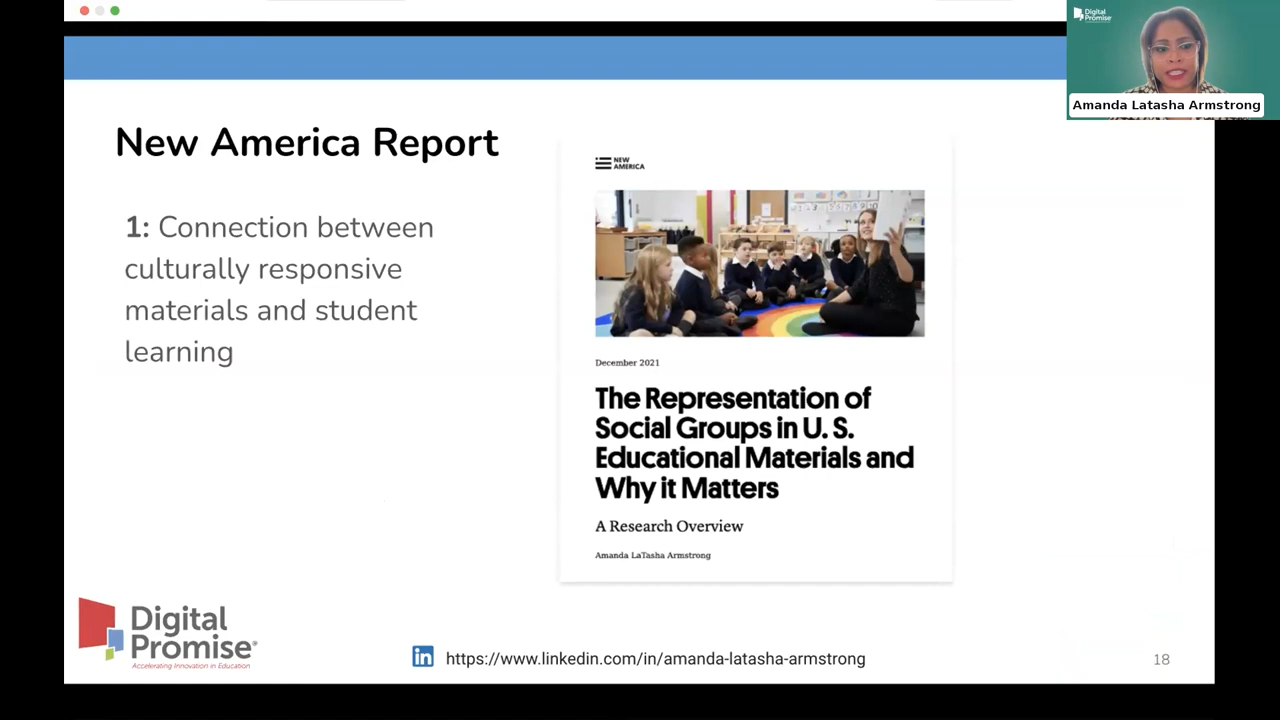 Digital
Promise
Amanda Latasha Armstrong
New America Report
1: Connection between
culturally responsive
materials and student
learning
NEW
AMERICA
December 2021
The Representation of
Social Groups in U. S.
Educational Materials and
Why it Matters
A Research Overview
Amanda LaTasha Armstrong
Digital
Promise®
Accelerating Innovation in Education
in
https://www.linkedin.com/in/amanda-latasha-armstrong
18